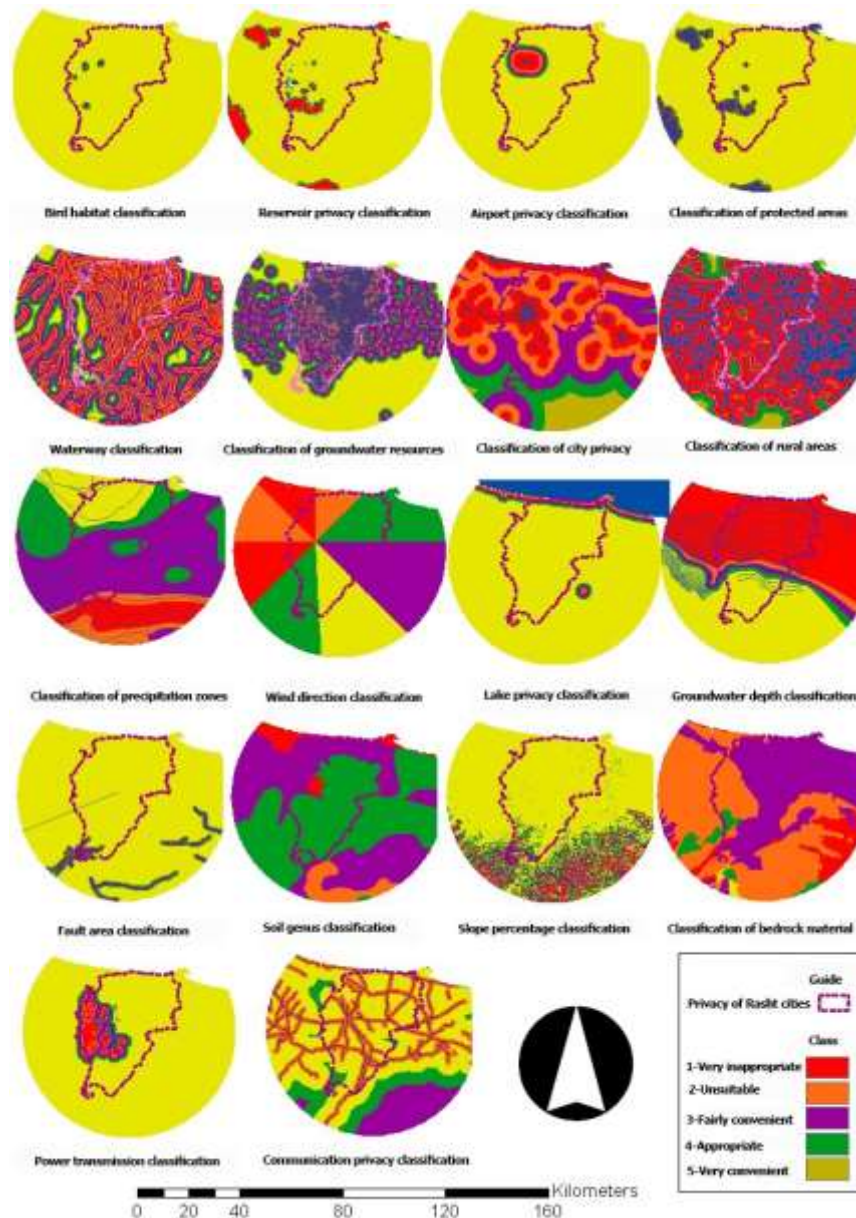 Bird habitat classification
Reservoir privacy classification
Airport privacy classification
Classification of protected areas
Waterway classification
Classification of groundwater resources
Classification of city privacy
Classification of rural areas
Classification of precipitation zones
Wind direction classification
Lake privacy classification
Groundwater depth classification
Fault area classification
Soil genus classification
Slope percentage classification
Classification of bedrock material
Power transmission classification
Communication privacy classification
Guide
Privacy of Rasht cities
Class
1-Very inappropriate
2-Unsuitable
3-Fairly convenient
4-Appropriate
5-Very convenient
Kilometers
0 20 40 80 120 160